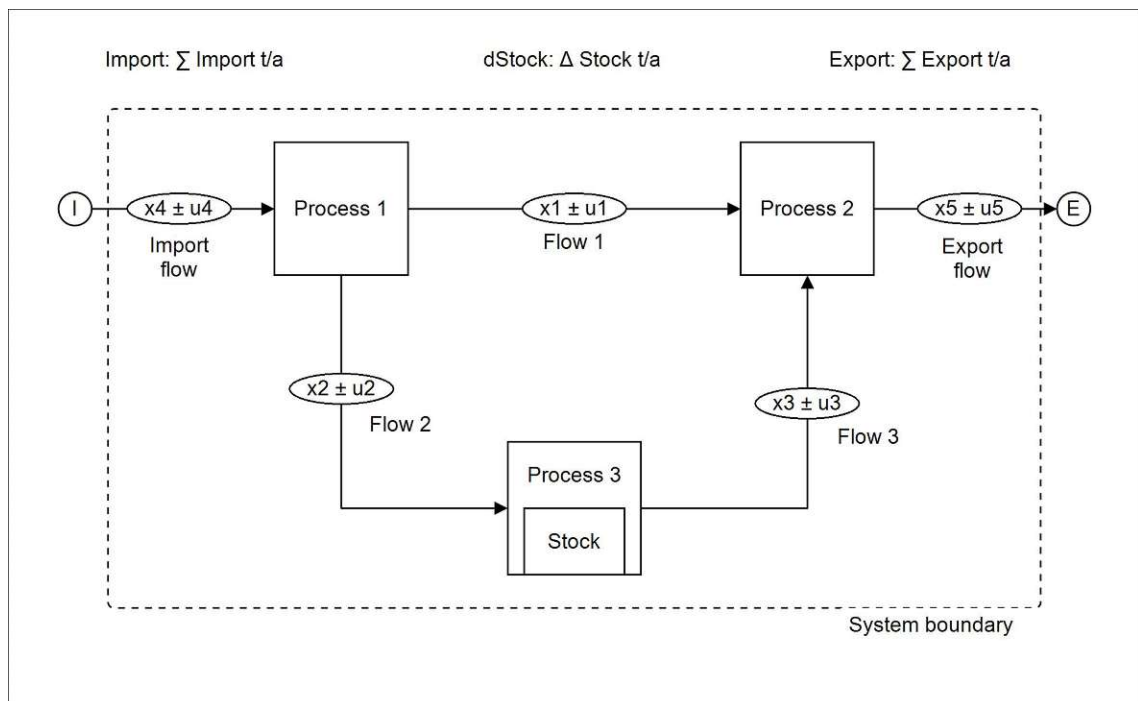 Import: ∑ Import t/a
dStock: Δ Stock t/a
Export: ∑ Export t/a
I
x4 ± u4
Import
flow
Process 1
x1 ± u1
Flow 1
Process 2
x5 ± u5
Export
flow
E
x2 ± u2
Flow 2
x3 ± u3
Flow 3
Process 3
Stock
System boundary